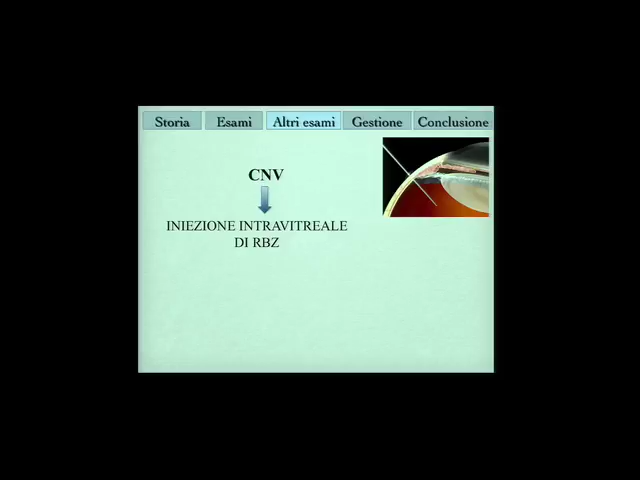 Storia Esami Altri esami Gestione Conclusione
CNV
INIEZIONE INTRAVITREALE
DI RBZ